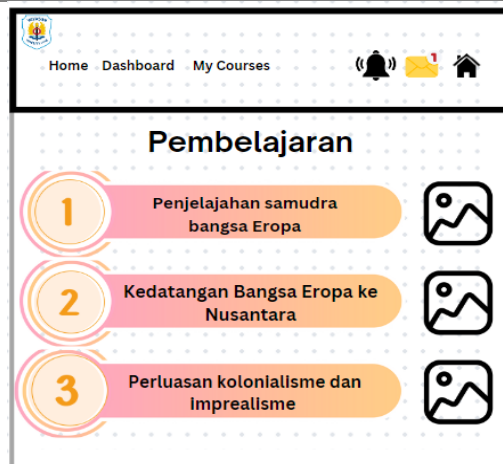 Home Dashboard My Courses
1
Pembelajaran
1
Penjelajahan samudra
bangsa Eropa
2
Kedatangan Bangsa Eropa ke
Nusantara
3
Perluasan kolonialisme dan
imprealisme